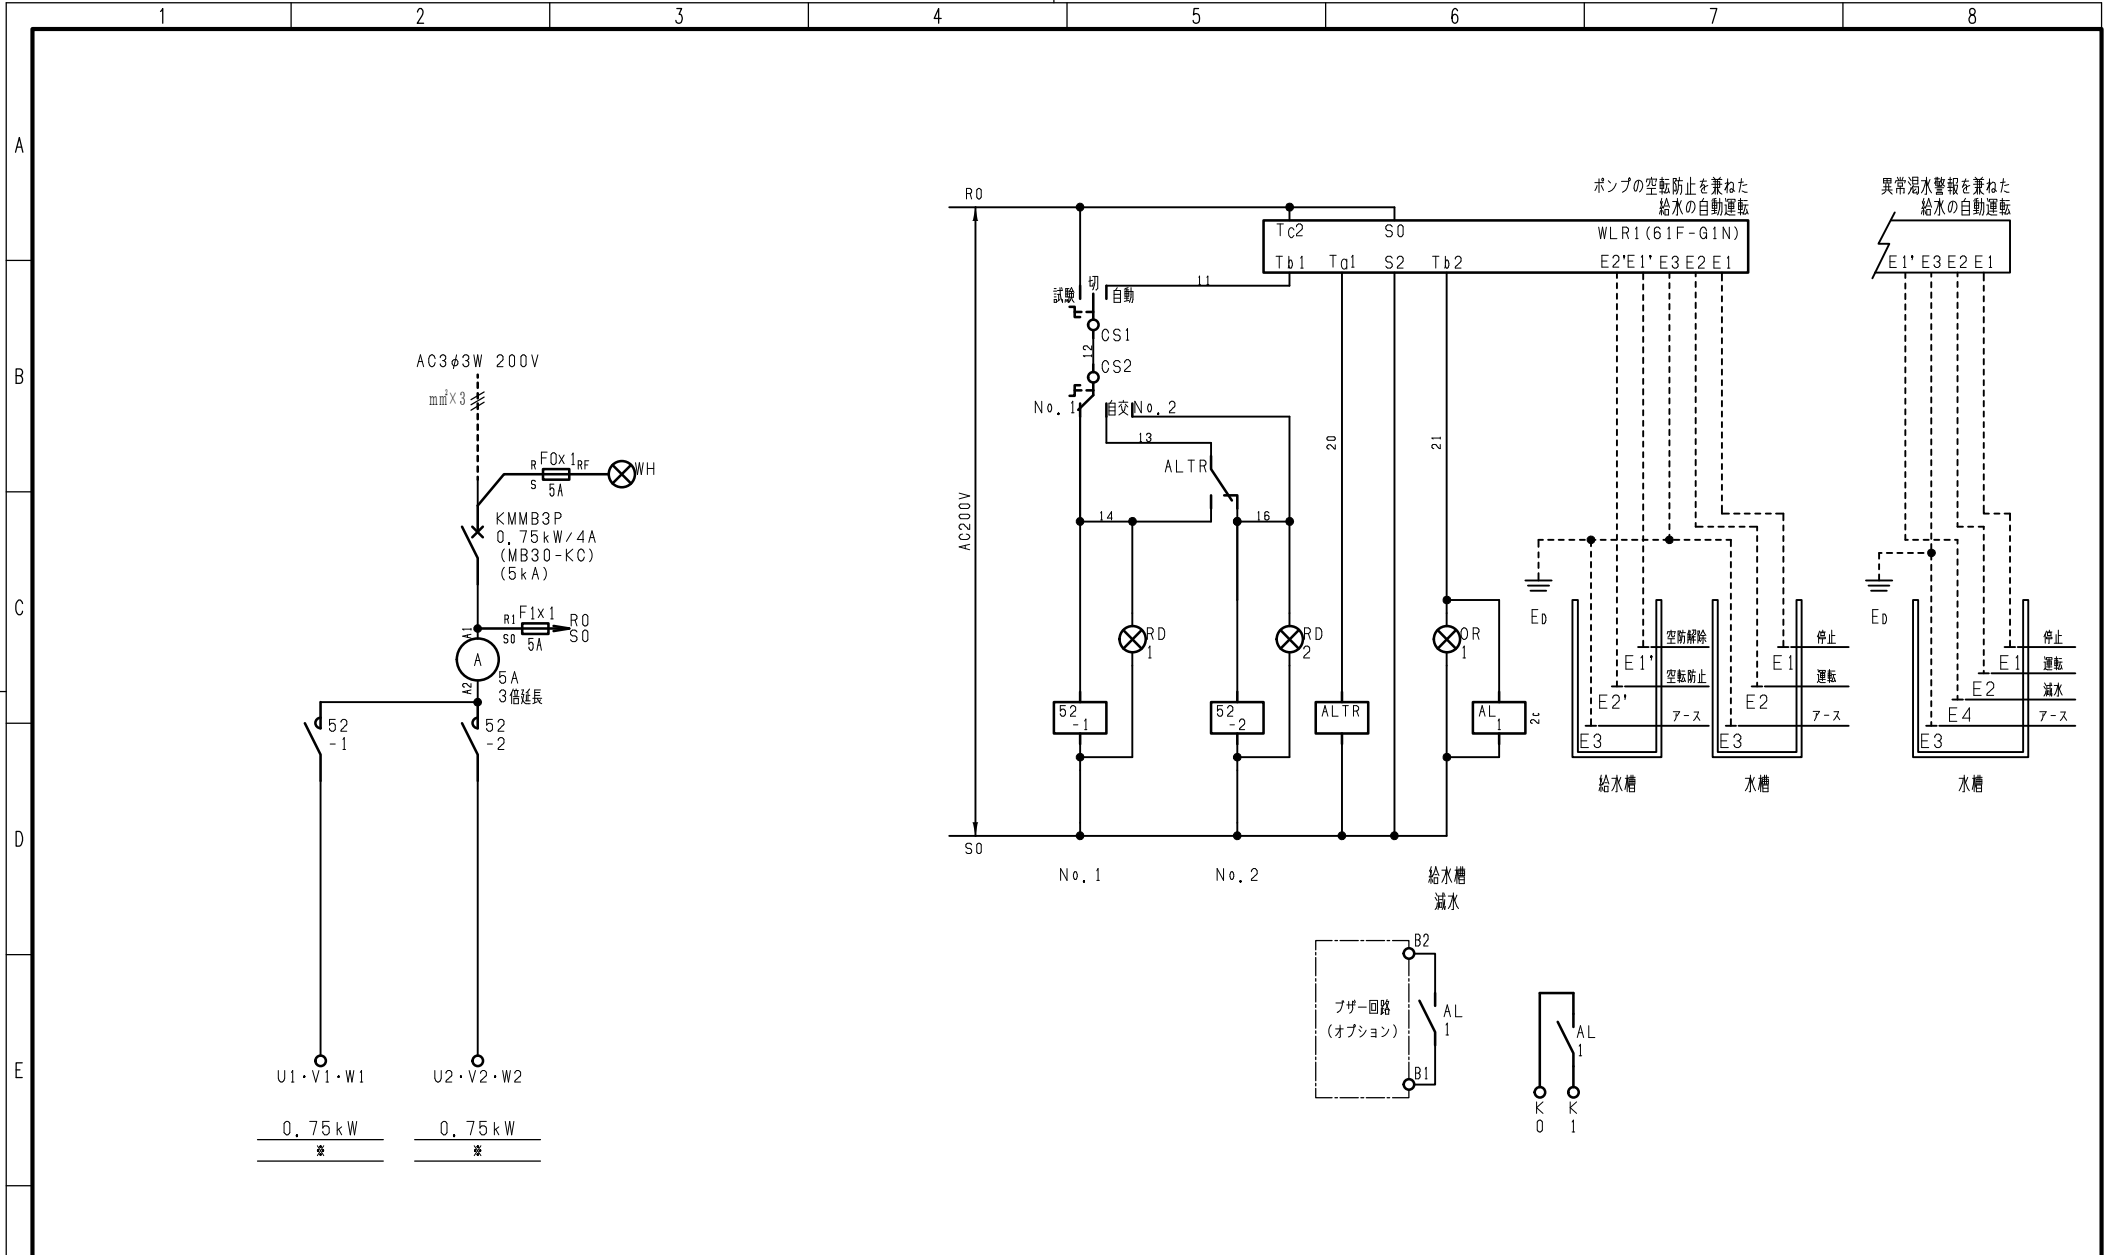 1 2 3 4 5 6 7 8
A
B
C
D
E
AC3φ3W 200V
mm²×3
R F0x1 RF
S 5A
WH
KMMB3P
0.75kW/4A
(MB30-KC)
(5kA)
R1 F1x1 R0
S0 5A S0
A1
A
A2
5A
3倍延長
52
-1
52
-2
U1・V1・W1
U2・V2・W2
0.75kW
※
0.75kW
※
R0
AC200V
S0
試験 切 自動
11
CS1
12
CS2
No.1 自交 No.2
13
ALTR
14
16
20
21
RD
1
RD
2
OR
1
52
-1
52
-2
ALTR
AL
1
2c
No.1
No.2
給水槽
減水
ポンプの空転防止を兼ねた
給水の自動運転
Tc2 S0 WLR1(61F-G1N)
Tb1 Ta1 S2 Tb2 E2' E1' E3 E2 E1
ED
空防解除
E1'
空転防止
E2'
アース
E3
給水槽
停止
E1
運転
E2
アース
E3
水槽
異常渇水警報を兼ねた
給水の自動運転
E1' E3 E2 E1
ED
停止
E1
運転
E2
減水
E4
アース
E3
水槽
B2
ブザー回路
(オプション)
AL
1
B1
AL
1
K
0
K
1